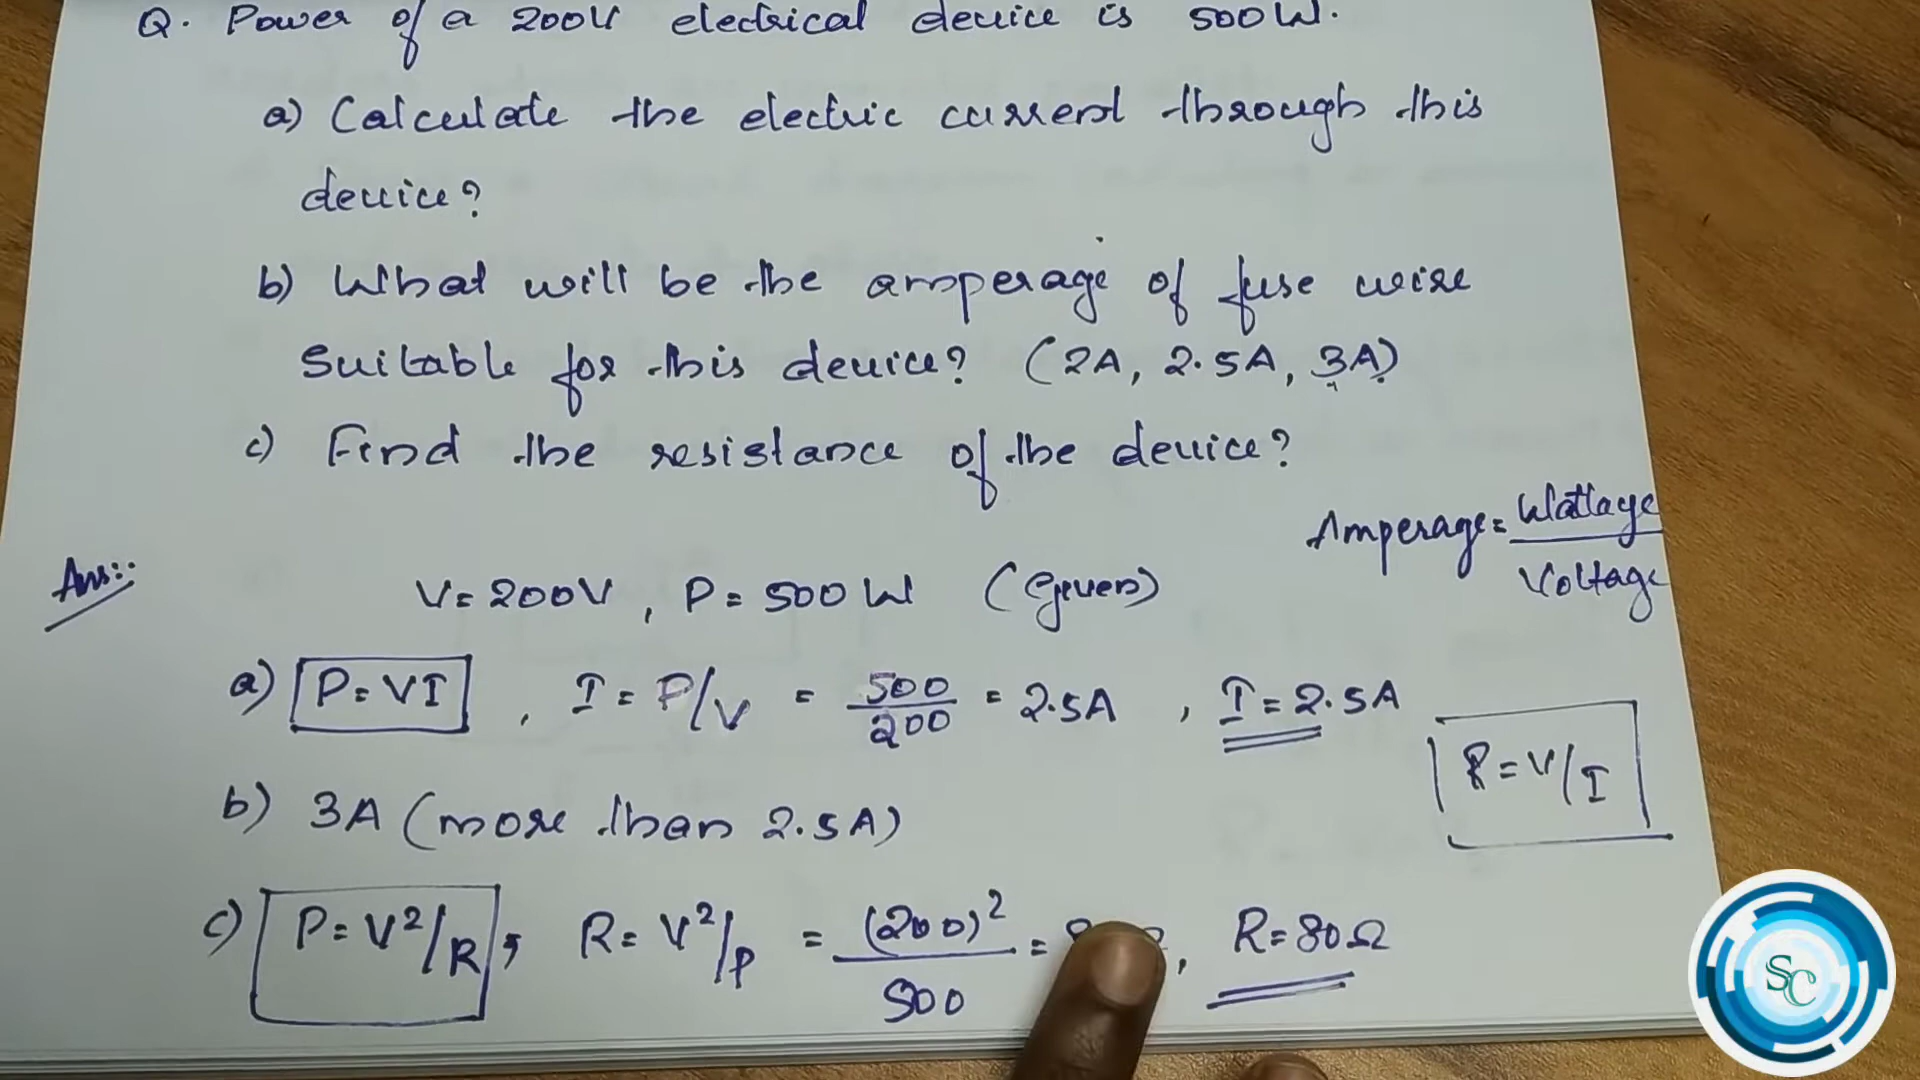 Q. Power of a 200V electrical device is 500W.
a) Calculate the electric current through this
device?
b) What will be the amperage of fuse wire
Suitable for this device? (2A, 2.5A, 3A)
c) Find the resistance of the device?
Amperage = Wattage / Voltage
Ans:-
V = 200V, P = 500W (Given)
a) P = VI, I = P/V = 500/200 = 2.5A, I = 2.5A
R = V/I
b) 3A (more than 2.5A)
c) P = V²/R, R = V²/P = (200)²/500 = , R = 80Ω
SC